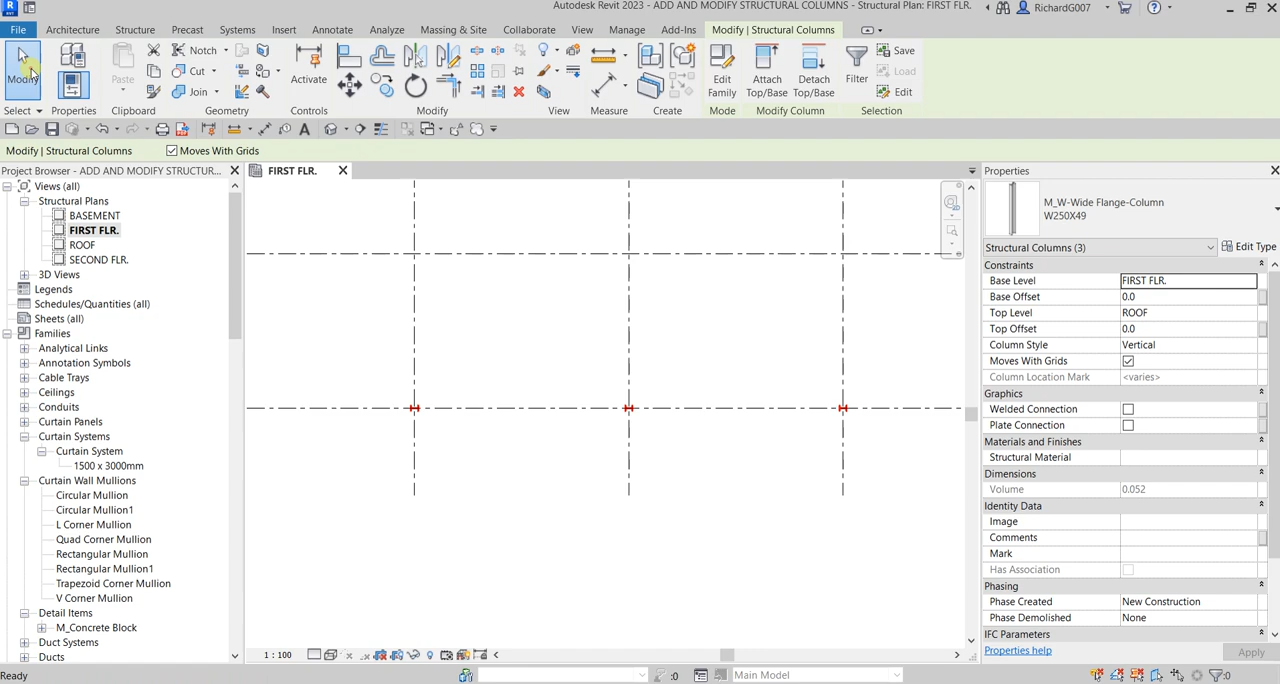 Autodesk Revit 2023 - ADD AND MODIFY STRUCTURAL COLUMNS - Structural Plan: FIRST FLR.
RichardG007
File
Architecture
Structure
Precast
Systems
Insert
Annotate
Analyze
Massing & Site
Collaborate
View
Manage
Add-Ins
Modify | Structural Columns
Modify
Paste
Notch
Cut
Join
Activate
Edit
Family
Attach
Top/Base
Detach
Top/Base
Filter
Save
Load
Edit
Select
Properties
Clipboard
Geometry
Controls
Modify
View
Measure
Create
Mode
Modify Column
Selection
Modify | Structural Columns
Moves With Grids
Project Browser - ADD AND MODIFY STRUCTUR...
Views (all)
Structural Plans
BASEMENT
FIRST FLR.
ROOF
SECOND FLR.
3D Views
Legends
Schedules/Quantities (all)
Sheets (all)
Families
Analytical Links
Annotation Symbols
Cable Trays
Ceilings
Conduits
Curtain Panels
Curtain Systems
Curtain System
1500 x 3000mm
Curtain Wall Mullions
Circular Mullion
Circular Mullion1
L Corner Mullion
Quad Corner Mullion
Rectangular Mullion
Rectangular Mullion1
Trapezoid Corner Mullion
V Corner Mullion
Detail Items
M_Concrete Block
Duct Systems
Ducts
FIRST FLR.
1 : 100
Properties
M_W-Wide Flange-Column
W250X49
Structural Columns (3)
Edit Type
Constraints
Base Level FIRST FLR.
Base Offset 0.0
Top Level ROOF
Top Offset 0.0
Column Style Vertical
Moves With Grids
Column Location Mark <varies>
Graphics
Welded Connection
Plate Connection
Materials and Finishes
Structural Material
Dimensions
Volume 0.052
Identity Data
Image
Comments
Mark
Has Association
Phasing
Phase Created New Construction
Phase Demolished None
IFC Parameters
Properties help
Apply
Ready
:0
Main Model
:0